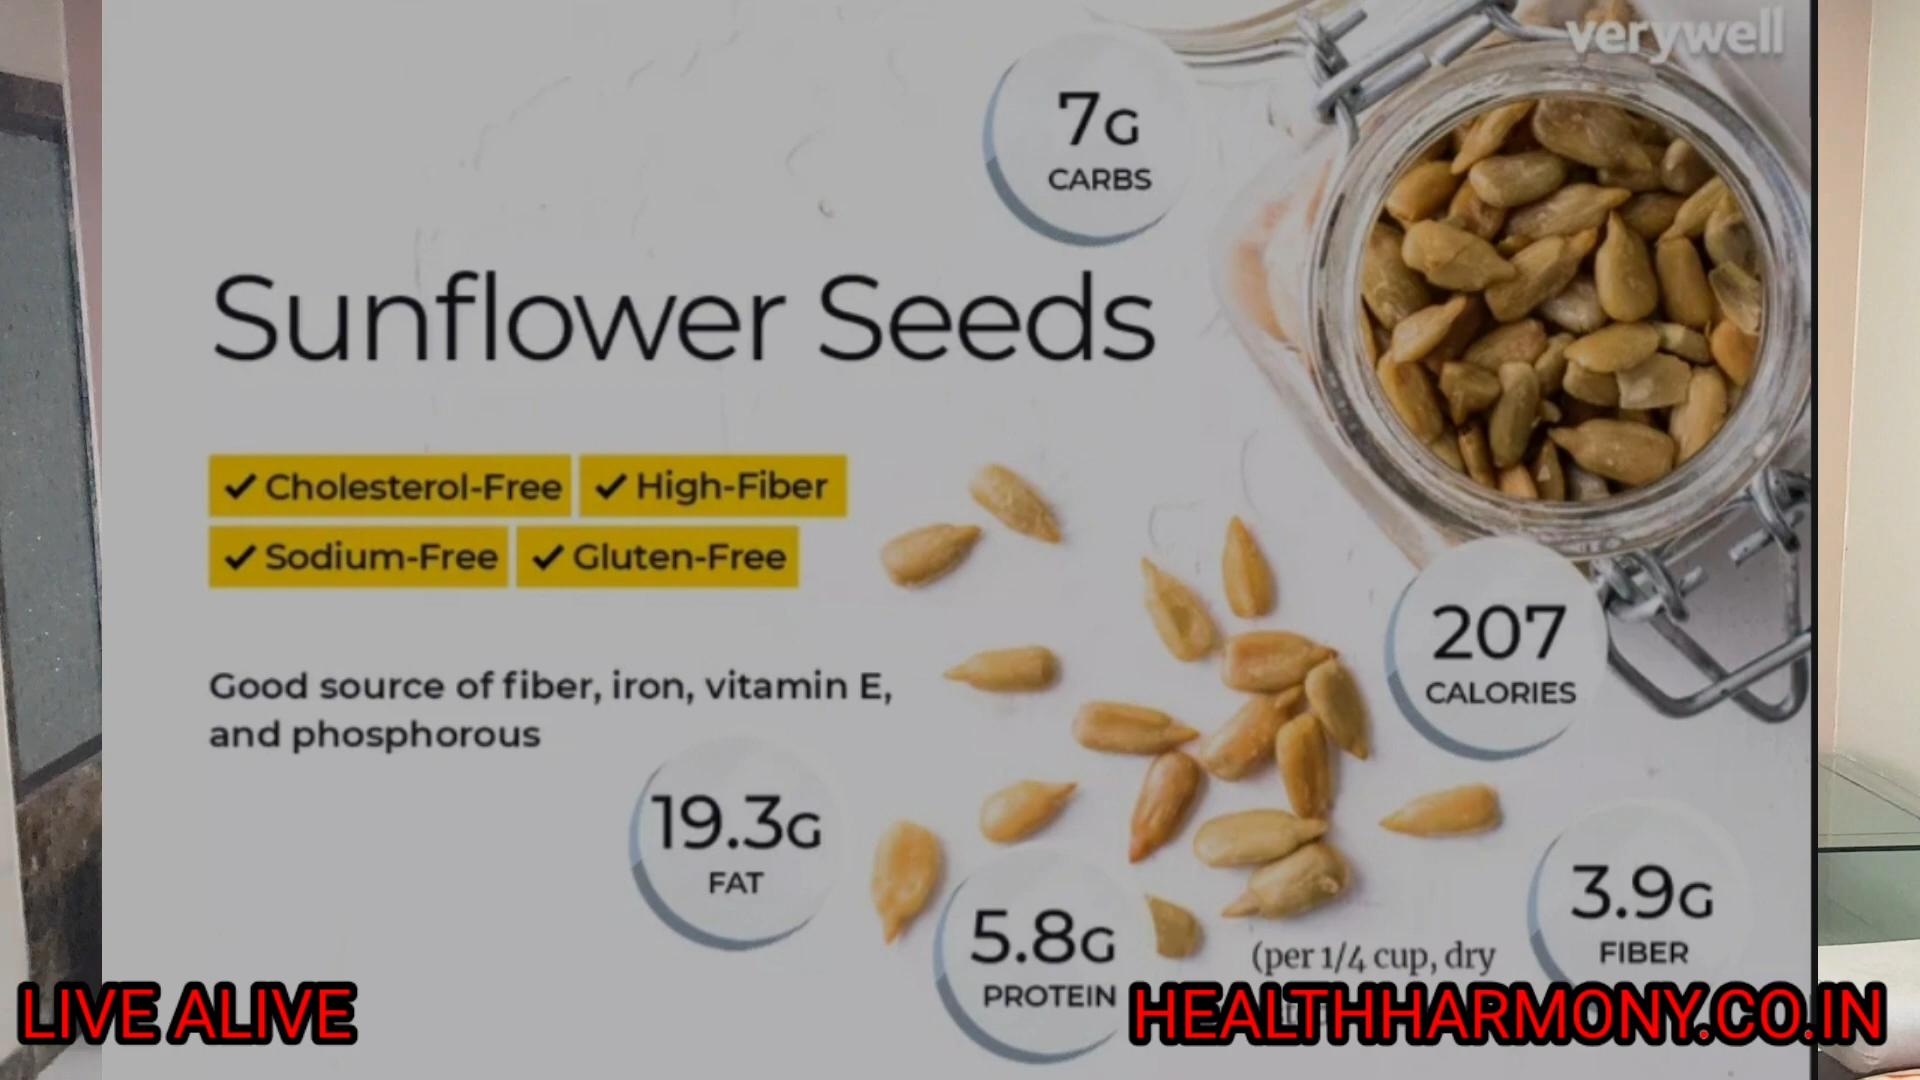 verywell
7G
CARBS
Sunflower Seeds
✓ Cholesterol-Free ✓ High-Fiber
✓ Sodium-Free ✓ Gluten-Free
Good source of fiber, iron, vitamin E,
and phosphorous
207
CALORIES
19.3G
FAT
5.8G
PROTEIN
3.9G
FIBER
(per 1/4 cup, dry
LIVE ALIVE
HEALTHHARMONY.CO.IN